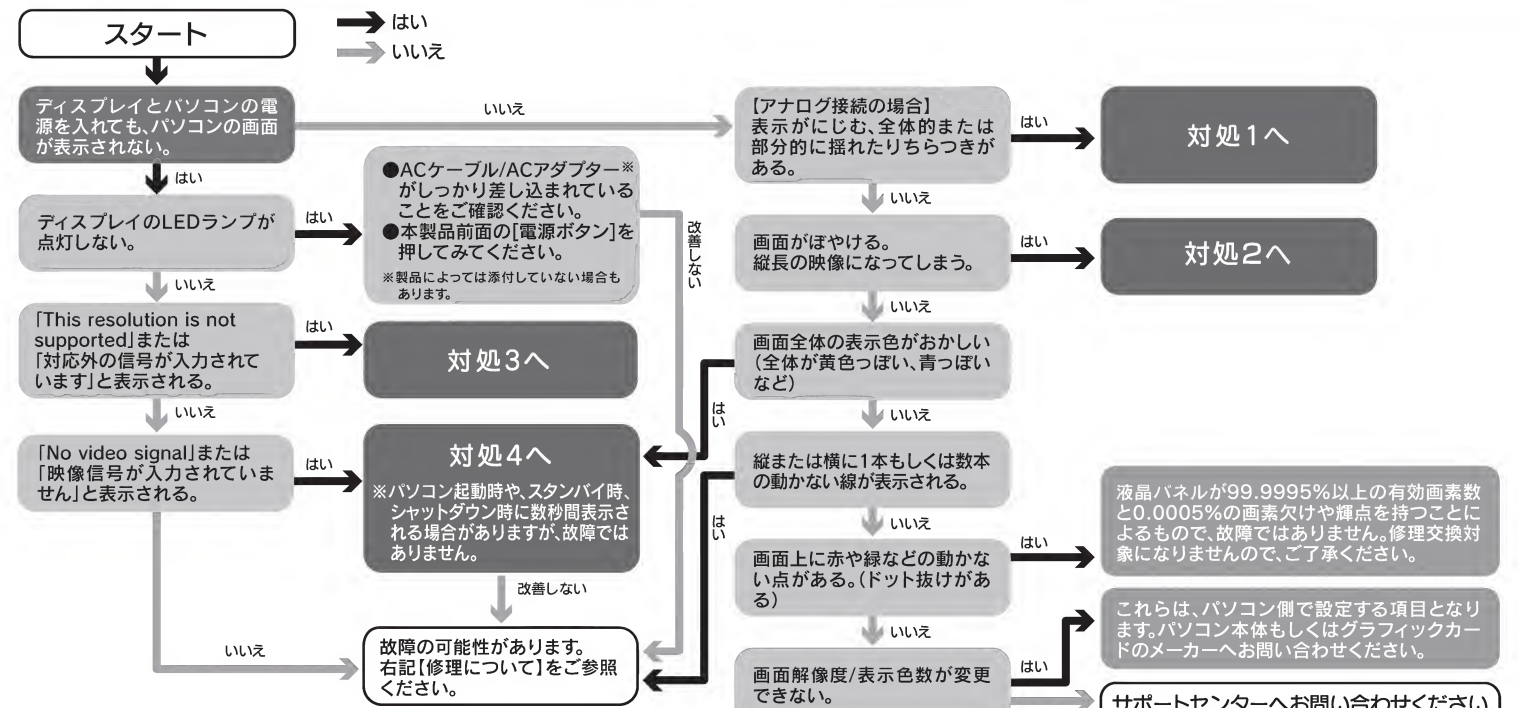 スタート
はい
いいえ
ディスプレイとパソコンの電
源を入れても、パソコンの画面
が表示されない。
いいえ
はい
ディスプレイのLEDランプが
点灯しない。
はい
●ACケーブル/ACアダプター※
がしっかり差し込まれている
ことをご確認ください。
●本製品前面の[電源ボタン]を
押してみてください。
※製品によっては添付していない場合も
あります。
改善しない
いいえ
「This resolution is not
supported」または
「対応外の信号が入力されて
います」と表示される。
はい
対処3へ
いいえ
「No video signal」または
「映像信号が入力されていま
せん」と表示される。
はい
対処4へ
※パソコン起動時や、スタンバイ時、
シャットダウン時に数秒間表示さ
れる場合がありますが、故障では
ありません。
改善しない
いいえ
故障の可能性があります。
右記【修理について】をご参照
ください。
【アナログ接続の場合】
表示がにじむ、全体的または
部分的に揺れたりちらつきが
ある。
はい
対処1へ
いいえ
画面がぼやける。
縦長の映像になってしまう。
はい
対処2へ
いいえ
画面全体の表示色がおかしい
(全体が黄色っぽい、青っぽい
など)
はい
いいえ
縦または横に1本もしくは数本
の動かない線が表示される。
はい
いいえ
画面上に赤や緑などの動かな
い点がある。(ドット抜けがあ
る)
はい
液晶パネルが99.9995%以上の有効画素数
と0.0005%の画素欠けや輝点を持つことに
よるもので、故障ではありません。修理交換対
象になりませんので、ご了承ください。
いいえ
画面解像度/表示色数が変更
できない。
はい
これらは、パソコン側で設定する項目となり
ます。パソコン本体もしくはグラフィックカー
ドのメーカーへお問い合わせください。
サポートセンターへお問い合わせください